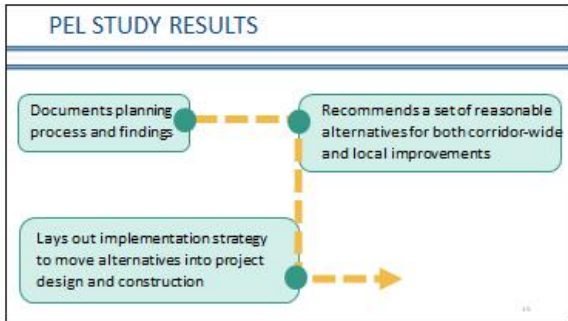 PEL STUDY RESULTS
Documents planning
process and findings
Recommends a set of reasonable
alternatives for both corridor-wide
and local improvements
Lays out implementation strategy
to move alternatives into project
design and construction